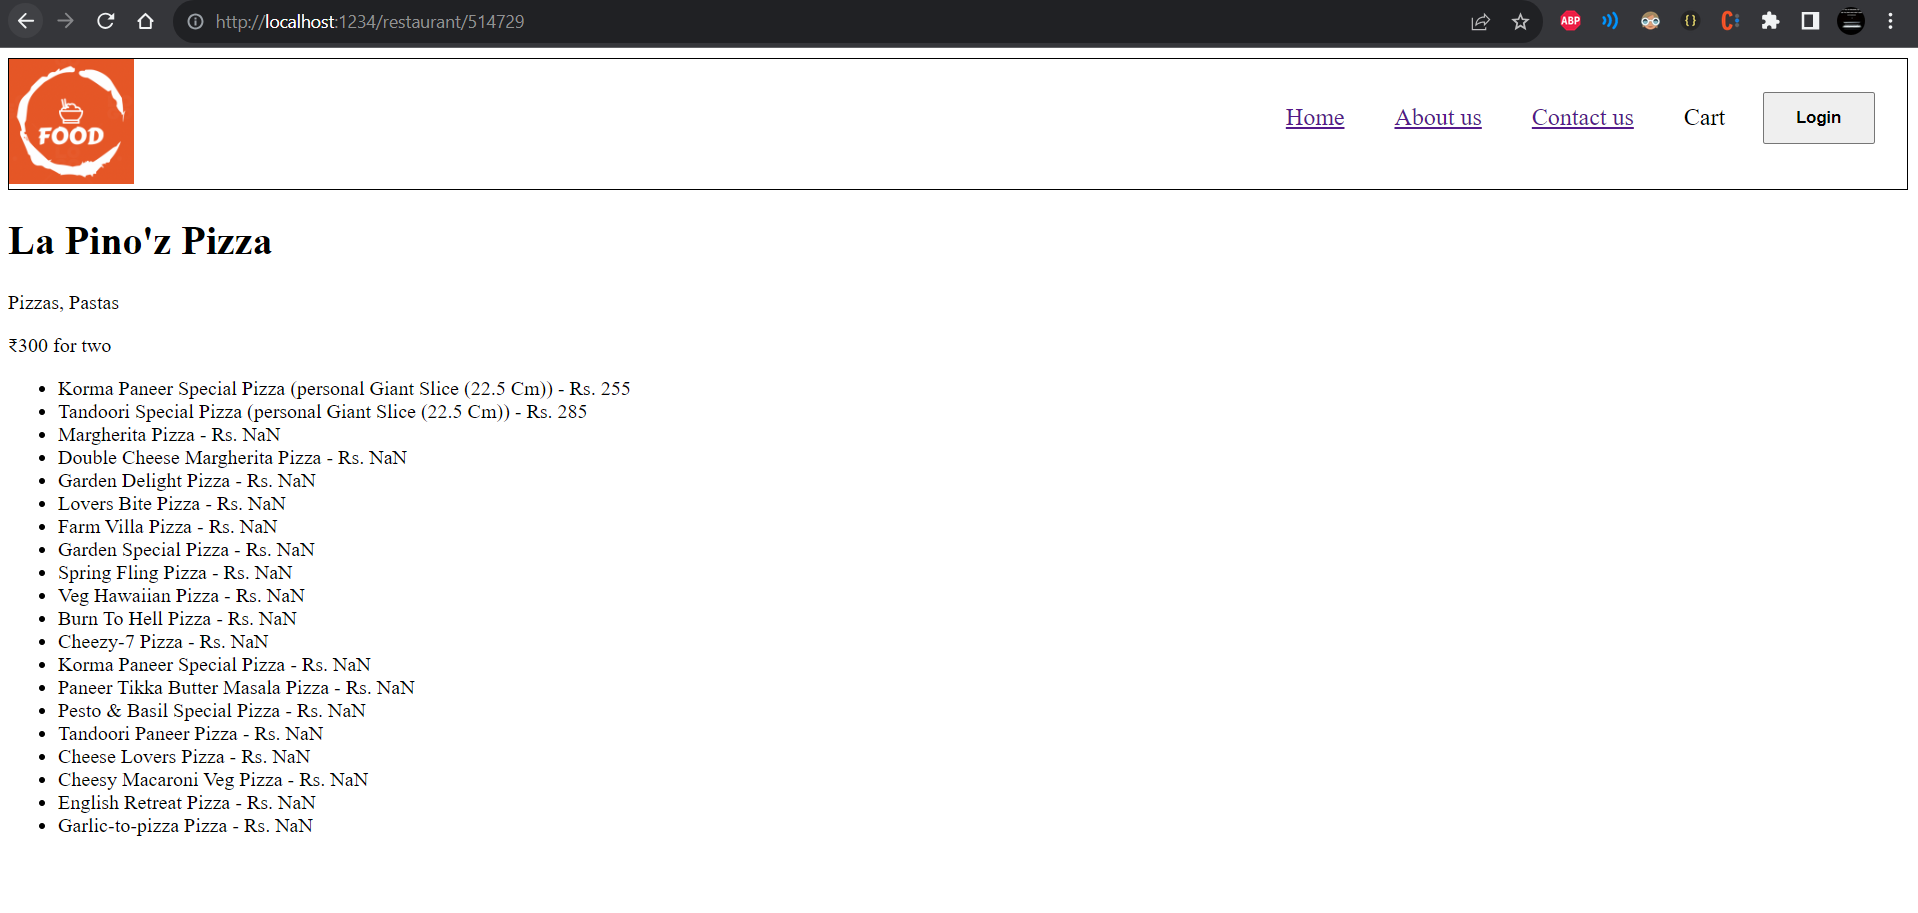 http://localhost:1234/restaurant/514729
ABP
FOOD
Home About us Contact us Cart Login
La Pino'z Pizza
Pizzas, Pastas
₹300 for two
Korma Paneer Special Pizza (personal Giant Slice (22.5 Cm)) - Rs. 255
Tandoori Special Pizza (personal Giant Slice (22.5 Cm)) - Rs. 285
Margherita Pizza - Rs. NaN
Double Cheese Margherita Pizza - Rs. NaN
Garden Delight Pizza - Rs. NaN
Lovers Bite Pizza - Rs. NaN
Farm Villa Pizza - Rs. NaN
Garden Special Pizza - Rs. NaN
Spring Fling Pizza - Rs. NaN
Veg Hawaiian Pizza - Rs. NaN
Burn To Hell Pizza - Rs. NaN
Cheezy-7 Pizza - Rs. NaN
Korma Paneer Special Pizza - Rs. NaN
Paneer Tikka Butter Masala Pizza - Rs. NaN
Pesto & Basil Special Pizza - Rs. NaN
Tandoori Paneer Pizza - Rs. NaN
Cheese Lovers Pizza - Rs. NaN
Cheesy Macaroni Veg Pizza - Rs. NaN
English Retreat Pizza - Rs. NaN
Garlic-to-pizza Pizza - Rs. NaN